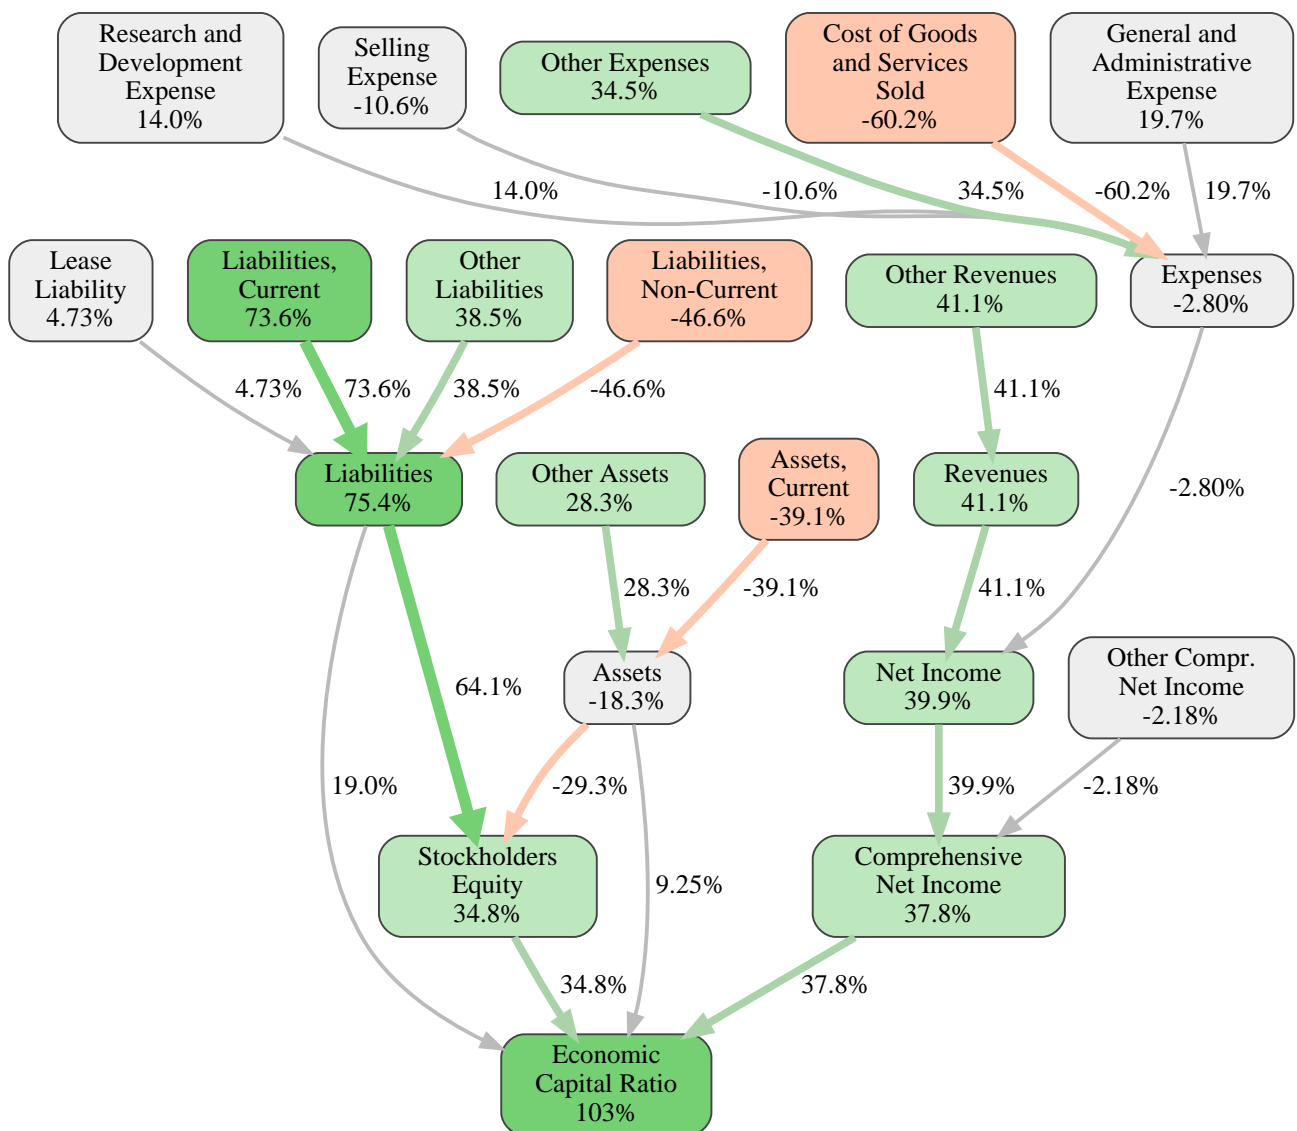 Research and
Development
Expense
14.0%
Selling
Expense
-10.6%
Other Expenses
34.5%
Cost of Goods
and Services
Sold
-60.2%
General and
Administrative
Expense
19.7%
14.0%
-10.6%
34.5%
-60.2%
19.7%
Lease
Liability
4.73%
Liabilities,
Current
73.6%
Other
Liabilities
38.5%
Liabilities,
Non-Current
-46.6%
Other Revenues
41.1%
Expenses
-2.80%
4.73%
73.6%
38.5%
-46.6%
41.1%
-2.80%
Liabilities
75.4%
Other Assets
28.3%
Assets,
Current
-39.1%
Revenues
41.1%
28.3%
-39.1%
41.1%
64.1%
Assets
-18.3%
Net Income
39.9%
Other Compr.
Net Income
-2.18%
19.0%
-29.3%
39.9%
-2.18%
Stockholders
Equity
34.8%
9.25%
Comprehensive
Net Income
37.8%
34.8%
37.8%
Economic
Capital Ratio
103%